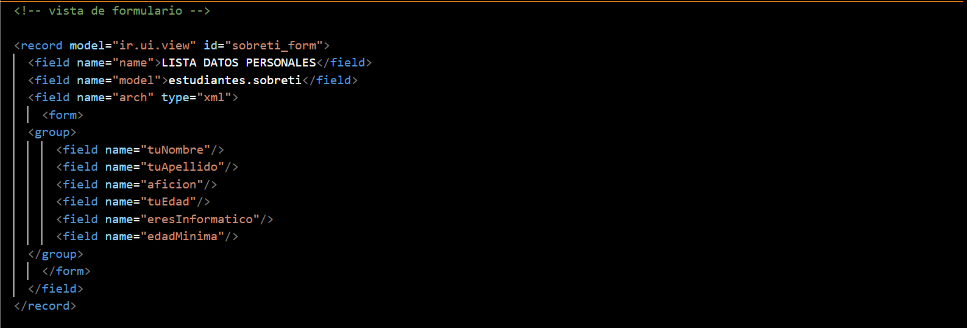 <!-- vista de formulario -->
<record model="ir.ui.view" id="sobreti_form">
<field name="name">LISTA DATOS PERSONALES</field>
<field name="model">estudiantes.sobreti</field>
<field name="arch" type="xml">
<form>
<group>
<field name="tuNombre"/>
<field name="tuApellido"/>
<field name="aficion"/>
<field name="tuEdad"/>
<field name="eresInformatico"/>
<field name="edadMinima"/>
</group>
</form>
</field>
</record>